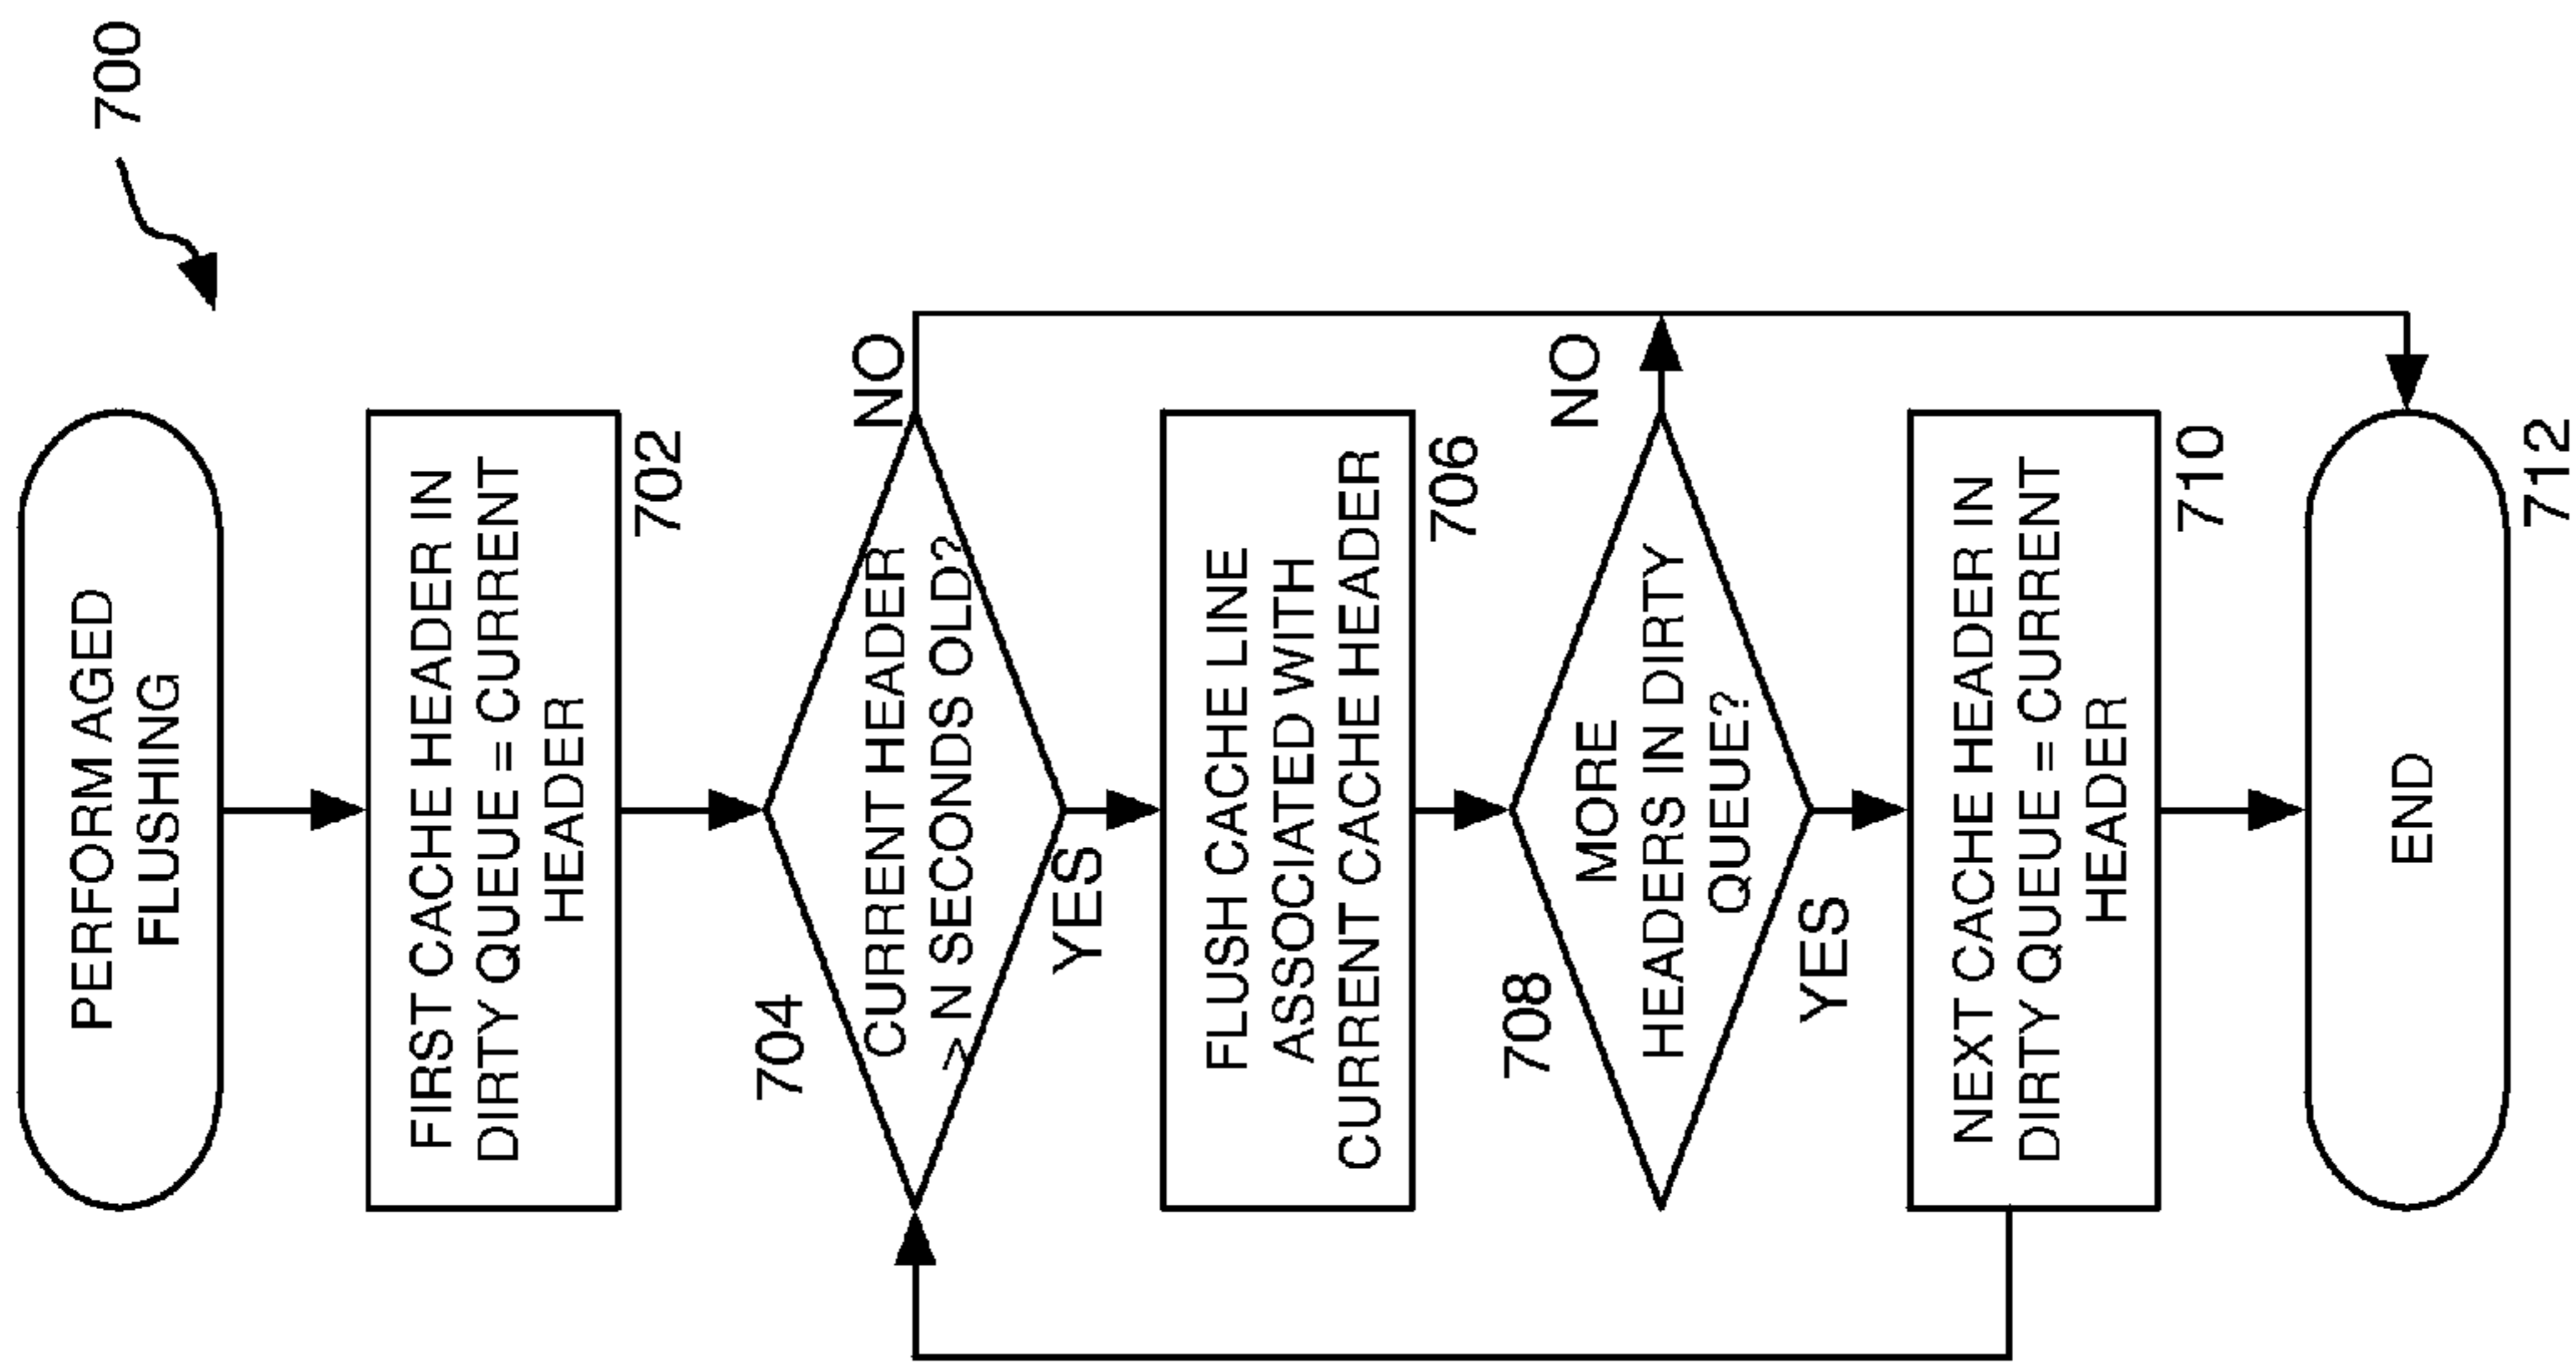 700
PERFORM AGED
FLUSHING
FIRST CACHE HEADER IN
DIRTY QUEUE = CURRENT
HEADER
702
704
CURRENT HEADER
> N SECONDS OLD?
NO
YES
FLUSH CACHE LINE
ASSOCIATED WITH
CURRENT CACHE HEADER
706
708
MORE
HEADERS IN DIRTY
QUEUE?
NO
YES
NEXT CACHE HEADER IN
DIRTY QUEUE = CURRENT
HEADER
710
END
712